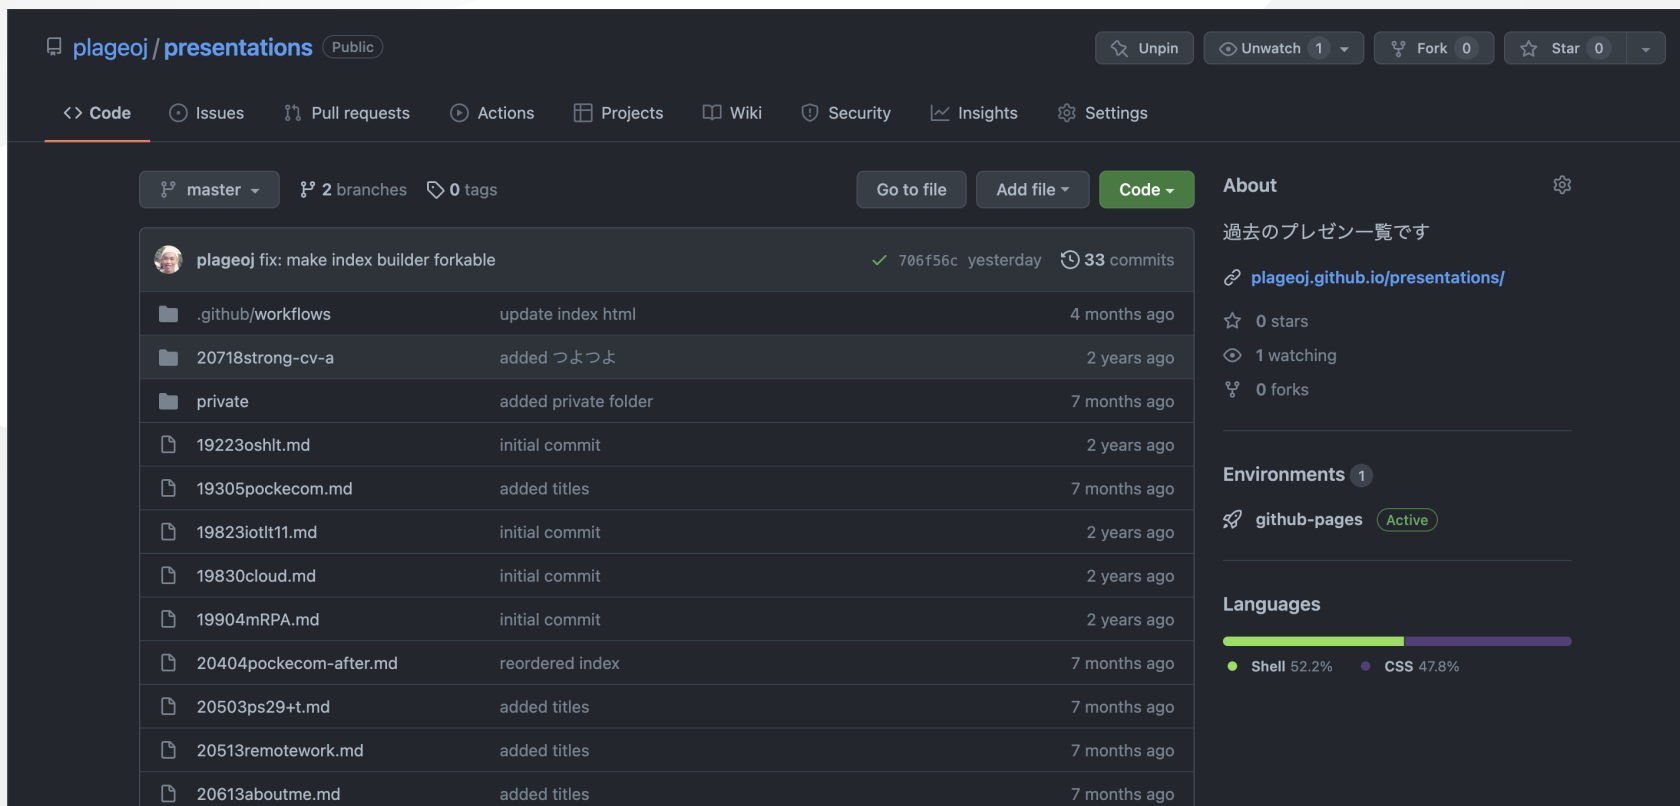 plageoj / presentations Public Unpin Unwatch 1 Fork 0 Star 0
Code Issues Pull requests Actions Projects Wiki Security Insights Settings
master 2 branches 0 tags Go to file Add file Code
plageoj fix: make index builder forkable 706f56c yesterday 33 commits
.github/workflows update index html 4 months ago
20718strong-cv-a added つよつよ 2 years ago
private added private folder 7 months ago
19223oshlt.md initial commit 2 years ago
19305pockecom.md added titles 7 months ago
19823iotlt11.md initial commit 2 years ago
19830cloud.md initial commit 2 years ago
19904mRPA.md initial commit 2 years ago
20404pockecom-after.md reordered index 7 months ago
20503ps29+t.md added titles 7 months ago
20513remotework.md added titles 7 months ago
20613aboutme.md added titles 7 months ago
About
過去のプレゼン一覧です
plageoj.github.io/presentations/
0 stars
1 watching
0 forks
Environments 1
github-pages Active
Languages
Shell 52.2% CSS 47.8%